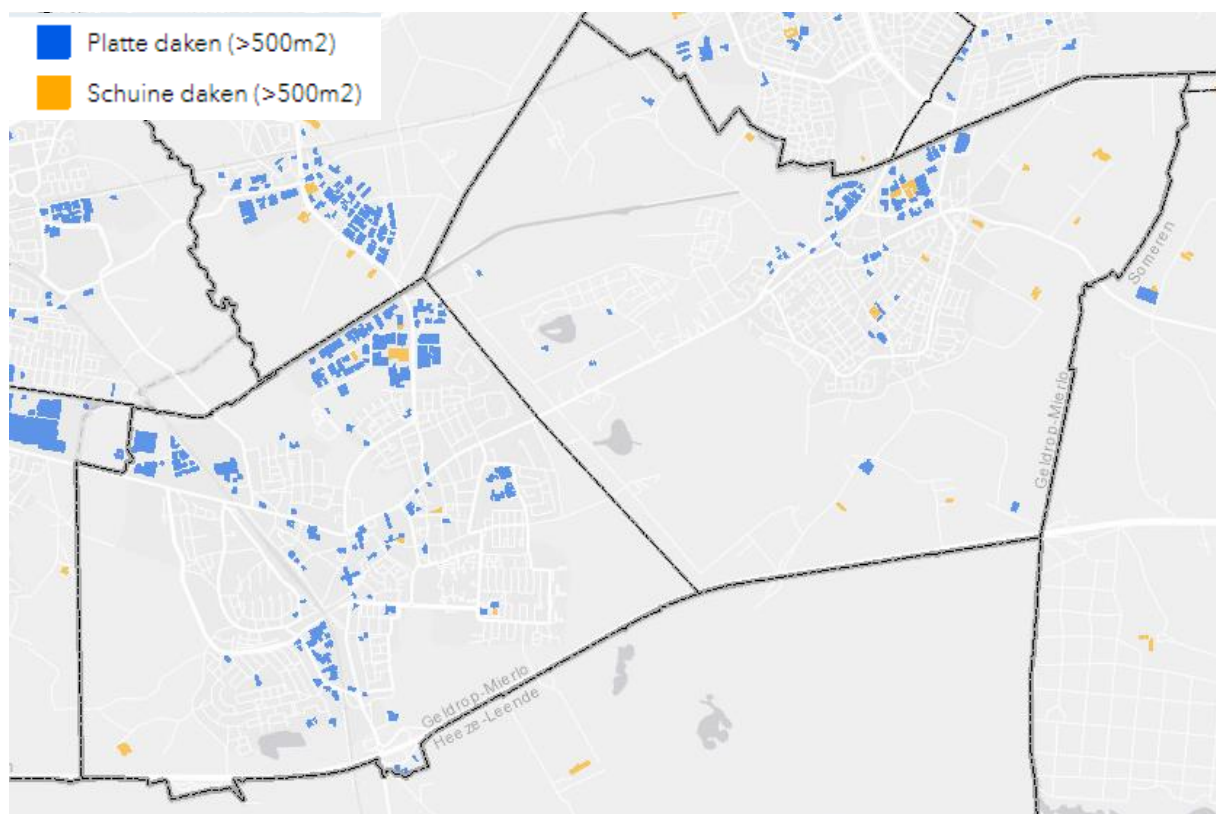 Platte daken (>500m2)
Schuine daken (>500m2)
Someren
Geldrop-Mierlo
Geldrop-Mierlo
Heeze-Leende